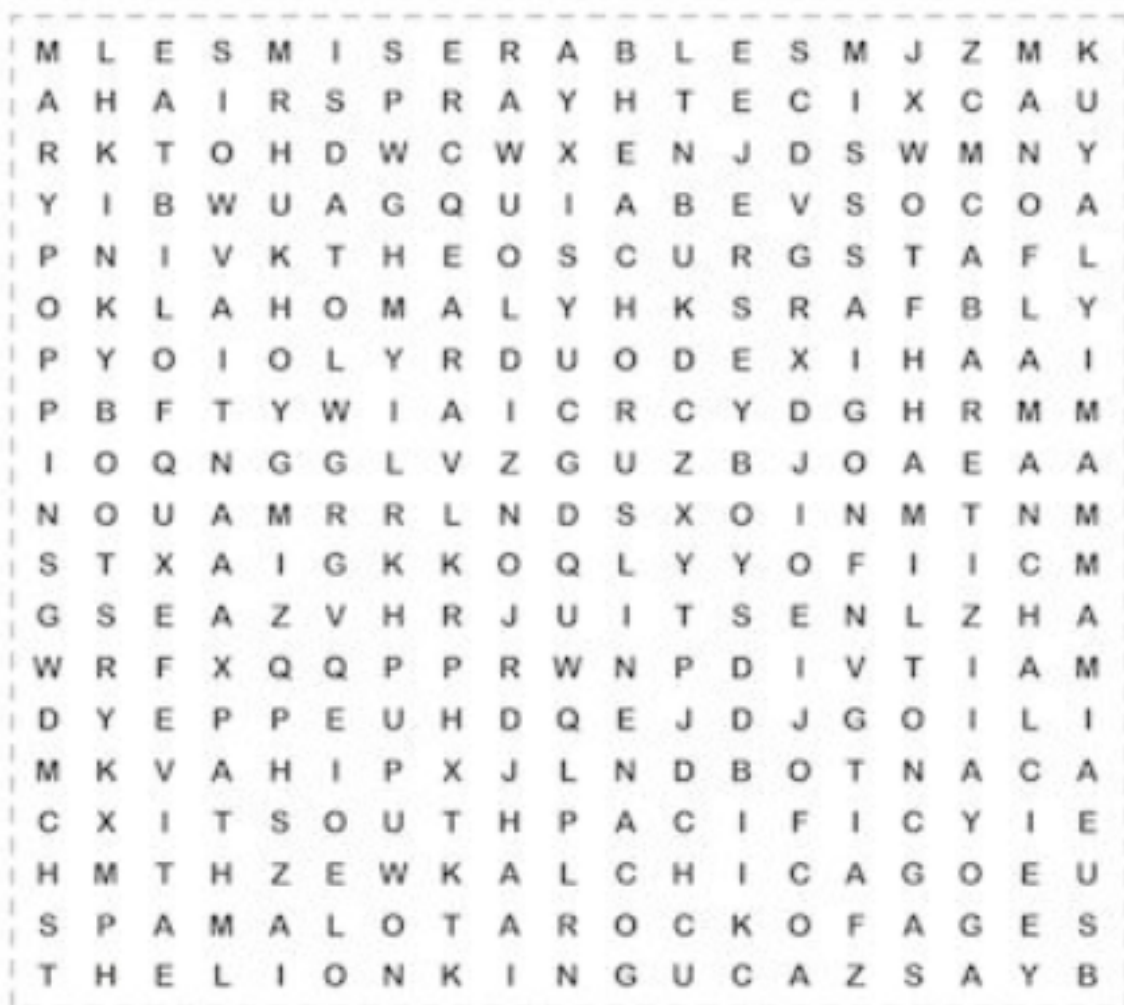 M L E S M I S E R A B L E S M J Z M K
A H A I R S P R A Y H T E C I X C A U
R K T O H D W C W X E N J D S W M N Y
Y I B W U A G Q U I A B E V S O C O A
P N I V K T H E O S C U R G S T A F L
O K L A H O M A L Y H K S R A F B L Y
P Y O I O L Y R D U O D E X I H A A I
P B F T Y W I A I C R C Y D G H R M M
I O Q N G G L V Z G U Z B J O A E A A
N O U A M R R L N D S X O I N M T N M
S T X A I G K K O Q L Y Y O F I I C M
G S E A Z V H R J U I T S E N L Z H A
W R F X Q Q P P R W N P D I V T I A M
D Y E P P E U H D Q E J D J G O I L I
M K V A H I P X J L N D B O T N A C A
C X I T S O U T H P A C I F I C Y I E
H M T H Z E W K A L C H I C A G O E U
S P A M A L O T A R O C K O F A G E S
T H E L I O N K I N G U C A Z S A Y B